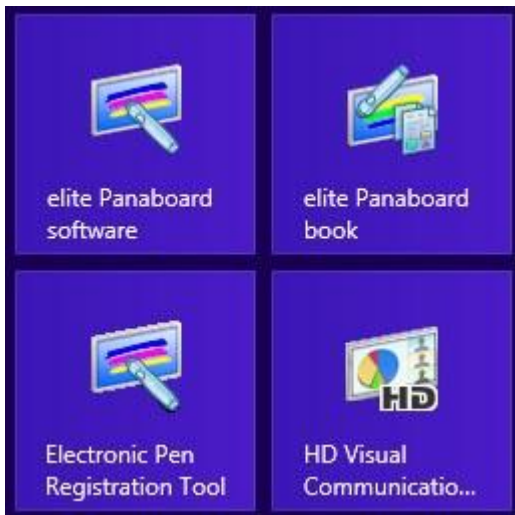 elite Panaboard
software
elite Panaboard
book
Electronic Pen
Registration Tool
HD
HD Visual
Communicatio...